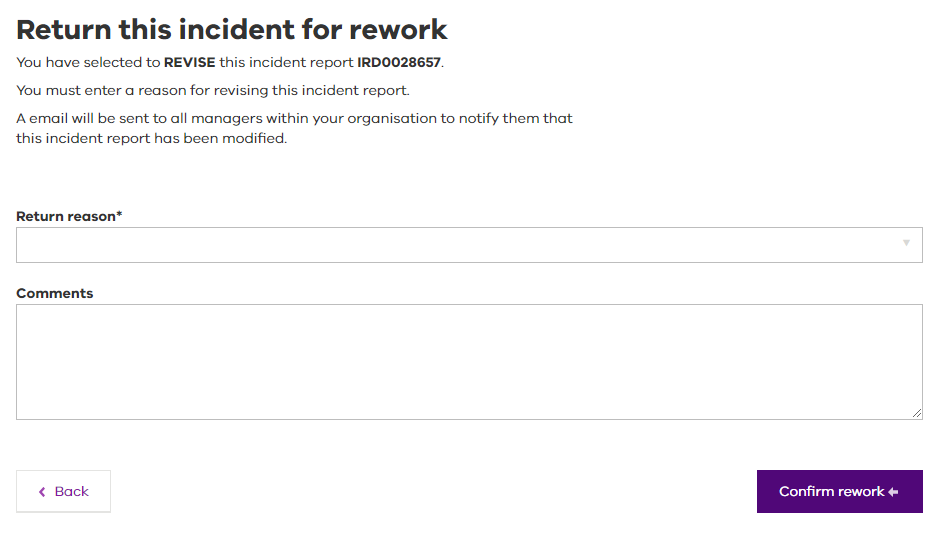 Return this incident for rework
You have selected to REVISE this incident report IRD0028657.
You must enter a reason for revising this incident report.
A email will be sent to all managers within your organisation to notify them that
this incident report has been modified.
Return reason*
Comments
Back
Confirm rework